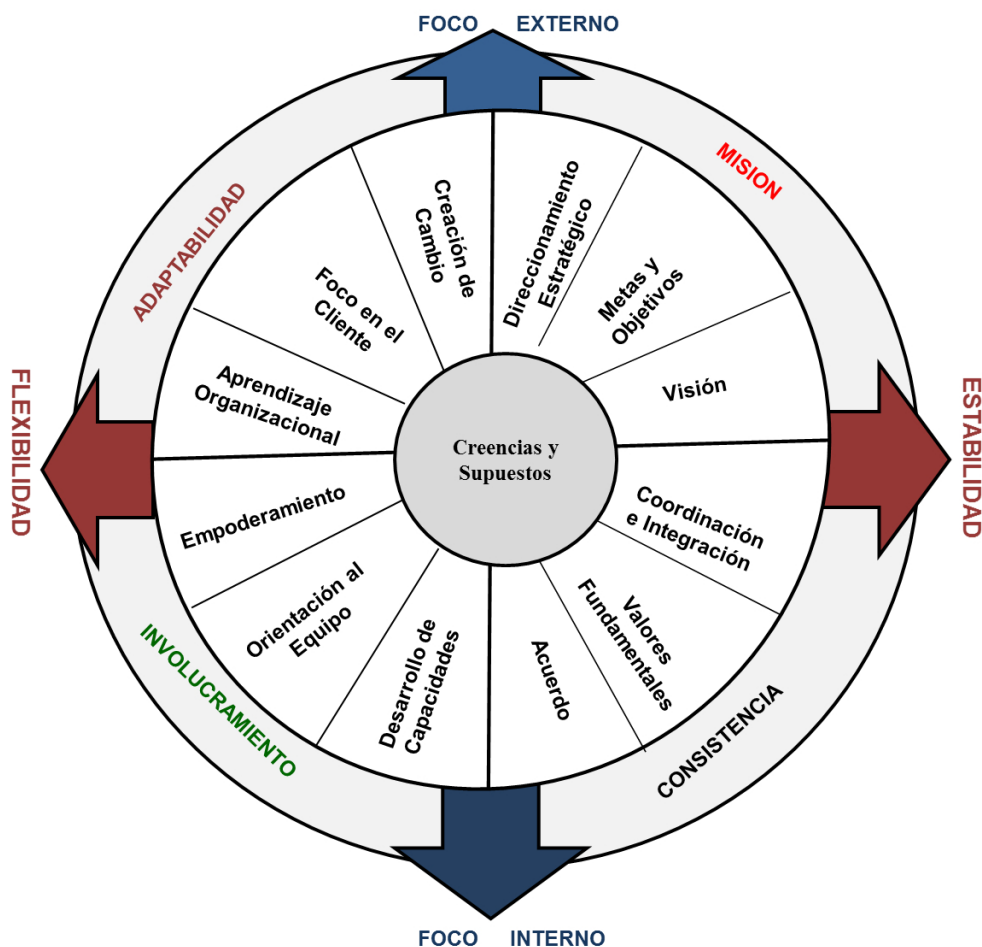 FOCO EXTERNO
MISION
ADAPTABILIDAD
Creación de
Cambio
Direccionamiento
Estratégico
Foco en el
Cliente
Metas y
Objetivos
Aprendizaje
Organizacional
Visión
FLEXIBILIDAD
ESTABILIDAD
Creencias y
Supuestos
Empoderamiento
Coordinación
e Integración
Orientación al
Equipo
Valores
Fundamentales
Desarrollo de
Capacidades
Acuerdo
INVOLUCRAMIENTO
CONSISTENCIA
FOCO INTERNO